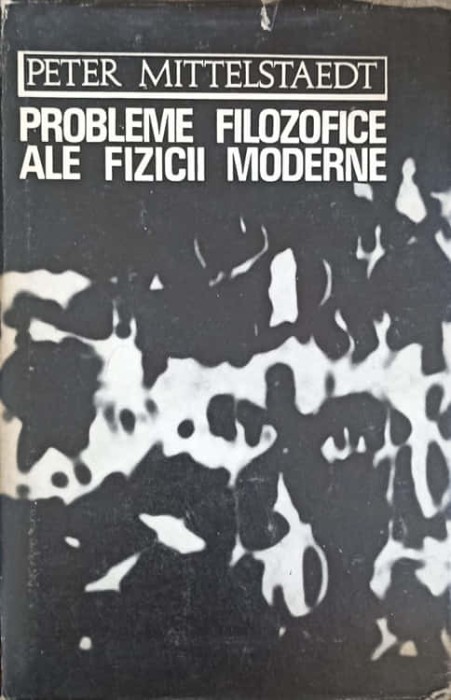 PETER MITTELSTAEDT
PROBLEME FILOZOFICE
ALE FIZICII MODERNE